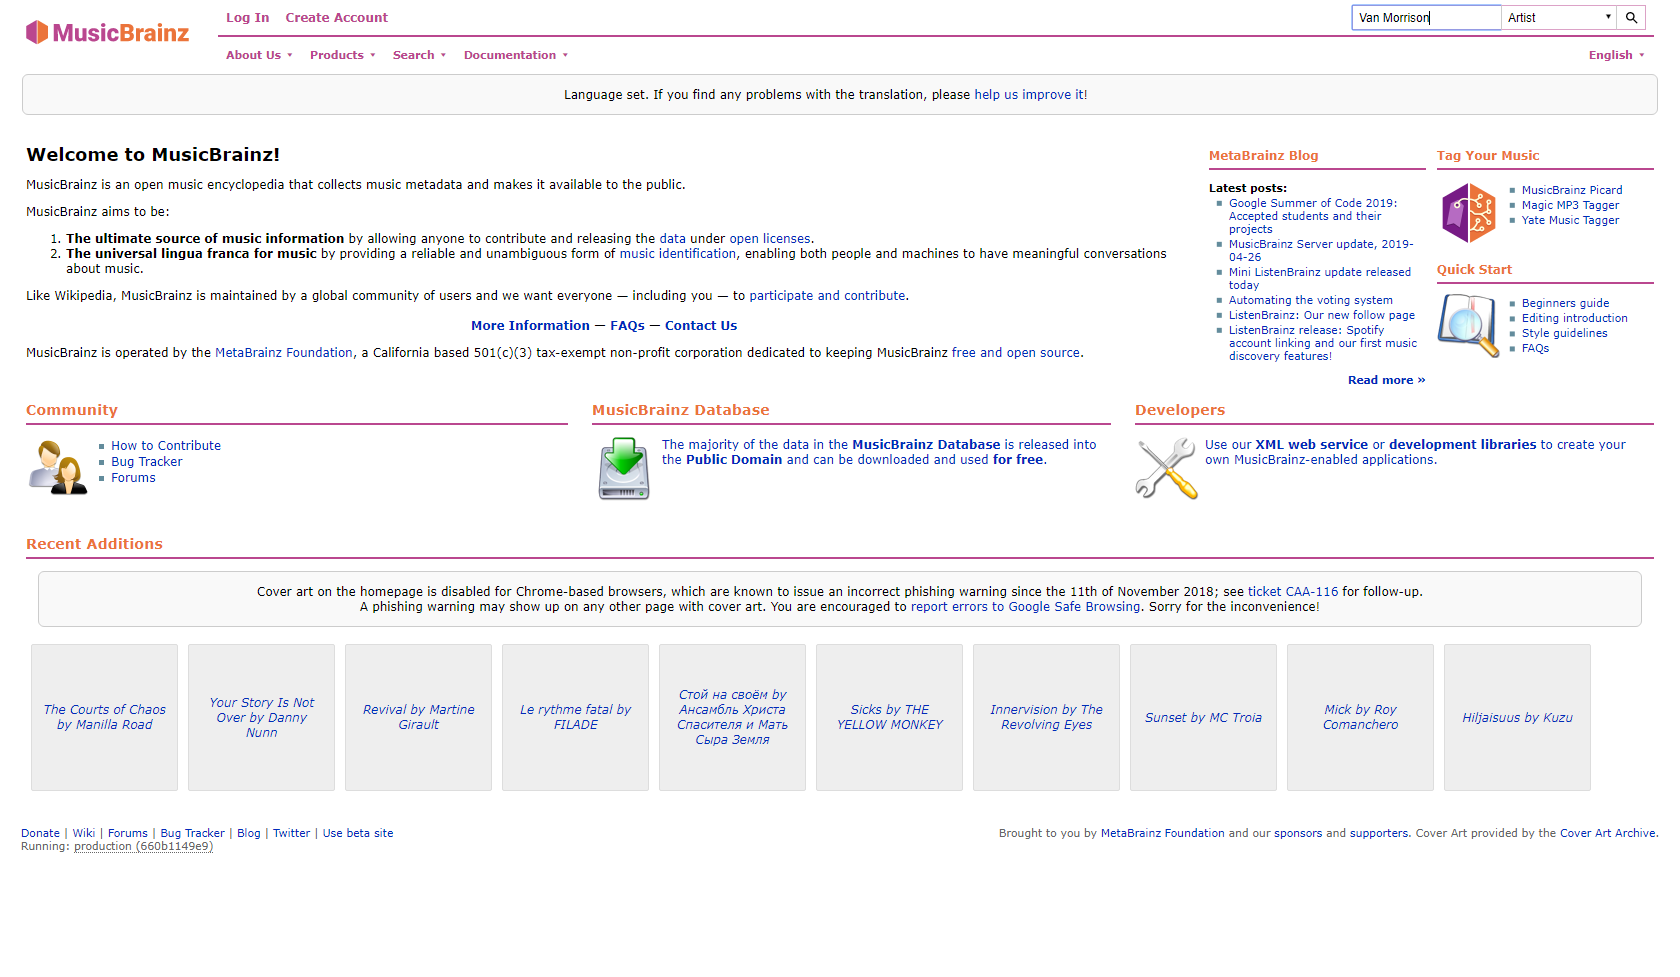 MusicBrainz
Log In Create Account
Van Morrison Artist
About Us Products Search Documentation
English
Language set. If you find any problems with the translation, please help us improve it!
Welcome to MusicBrainz!
MusicBrainz is an open music encyclopedia that collects music metadata and makes it available to the public.
MusicBrainz aims to be:
1. The ultimate source of music information by allowing anyone to contribute and releasing the data under open licenses.
2. The universal lingua franca for music by providing a reliable and unambiguous form of music identification, enabling both people and machines to have meaningful conversations
about music.
Like Wikipedia, MusicBrainz is maintained by a global community of users and we want everyone — including you — to participate and contribute.
More Information — FAQs — Contact Us
MusicBrainz is operated by the MetaBrainz Foundation, a California based 501(c)(3) tax-exempt non-profit corporation dedicated to keeping MusicBrainz free and open source.
MetaBrainz Blog
Latest posts:
Google Summer of Code 2019:
Accepted students and their
projects
MusicBrainz Server update, 2019-
04-26
Mini ListenBrainz update released
today
Automating the voting system
ListenBrainz: Our new follow page
ListenBrainz release: Spotify
account linking and our first music
discovery features!
Read more »
Tag Your Music
MusicBrainz Picard
Magic MP3 Tagger
Yate Music Tagger
Quick Start
Beginners guide
Editing introduction
Style guidelines
FAQs
Community
How to Contribute
Bug Tracker
Forums
MusicBrainz Database
The majority of the data in the MusicBrainz Database is released into
the Public Domain and can be downloaded and used for free.
Developers
Use our XML web service or development libraries to create your
own MusicBrainz-enabled applications.
Recent Additions
Cover art on the homepage is disabled for Chrome-based browsers, which are known to issue an incorrect phishing warning since the 11th of November 2018; see ticket CAA-116 for follow-up.
A phishing warning may show up on any other page with cover art. You are encouraged to report errors to Google Safe Browsing. Sorry for the inconvenience!
The Courts of Chaos
by Manilla Road
Your Story Is Not
Over by Danny
Nunn
Revival by Martine
Girault
Le rythme fatal by
FILADE
Стой на своём by
Ансамбль Христа
Спасителя и Мать
Сыра Земля
Sicks by THE
YELLOW MONKEY
Innervision by The
Revolving Eyes
Sunset by MC Troia
Mick by Roy
Comanchero
Hiljaisuus by Kuzu
Donate | Wiki | Forums | Bug Tracker | Blog | Twitter | Use beta site
Running: production (660b1149e9)
Brought to you by MetaBrainz Foundation and our sponsors and supporters. Cover Art provided by the Cover Art Archive.